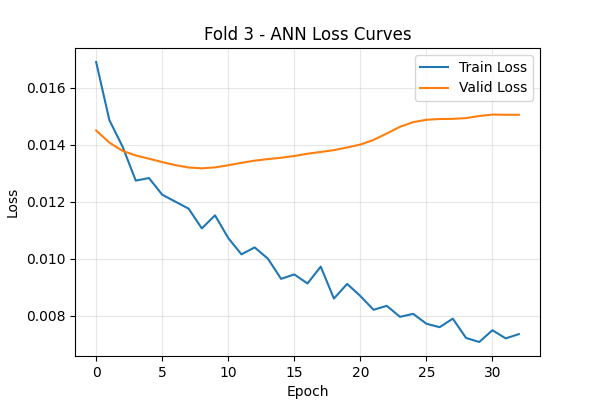 Fold 3 - ANN Loss Curves
Train Loss
Valid Loss
0.016
0.014
0.012
0.010
0.008
Loss
0 5 10 15 20 25 30
Epoch